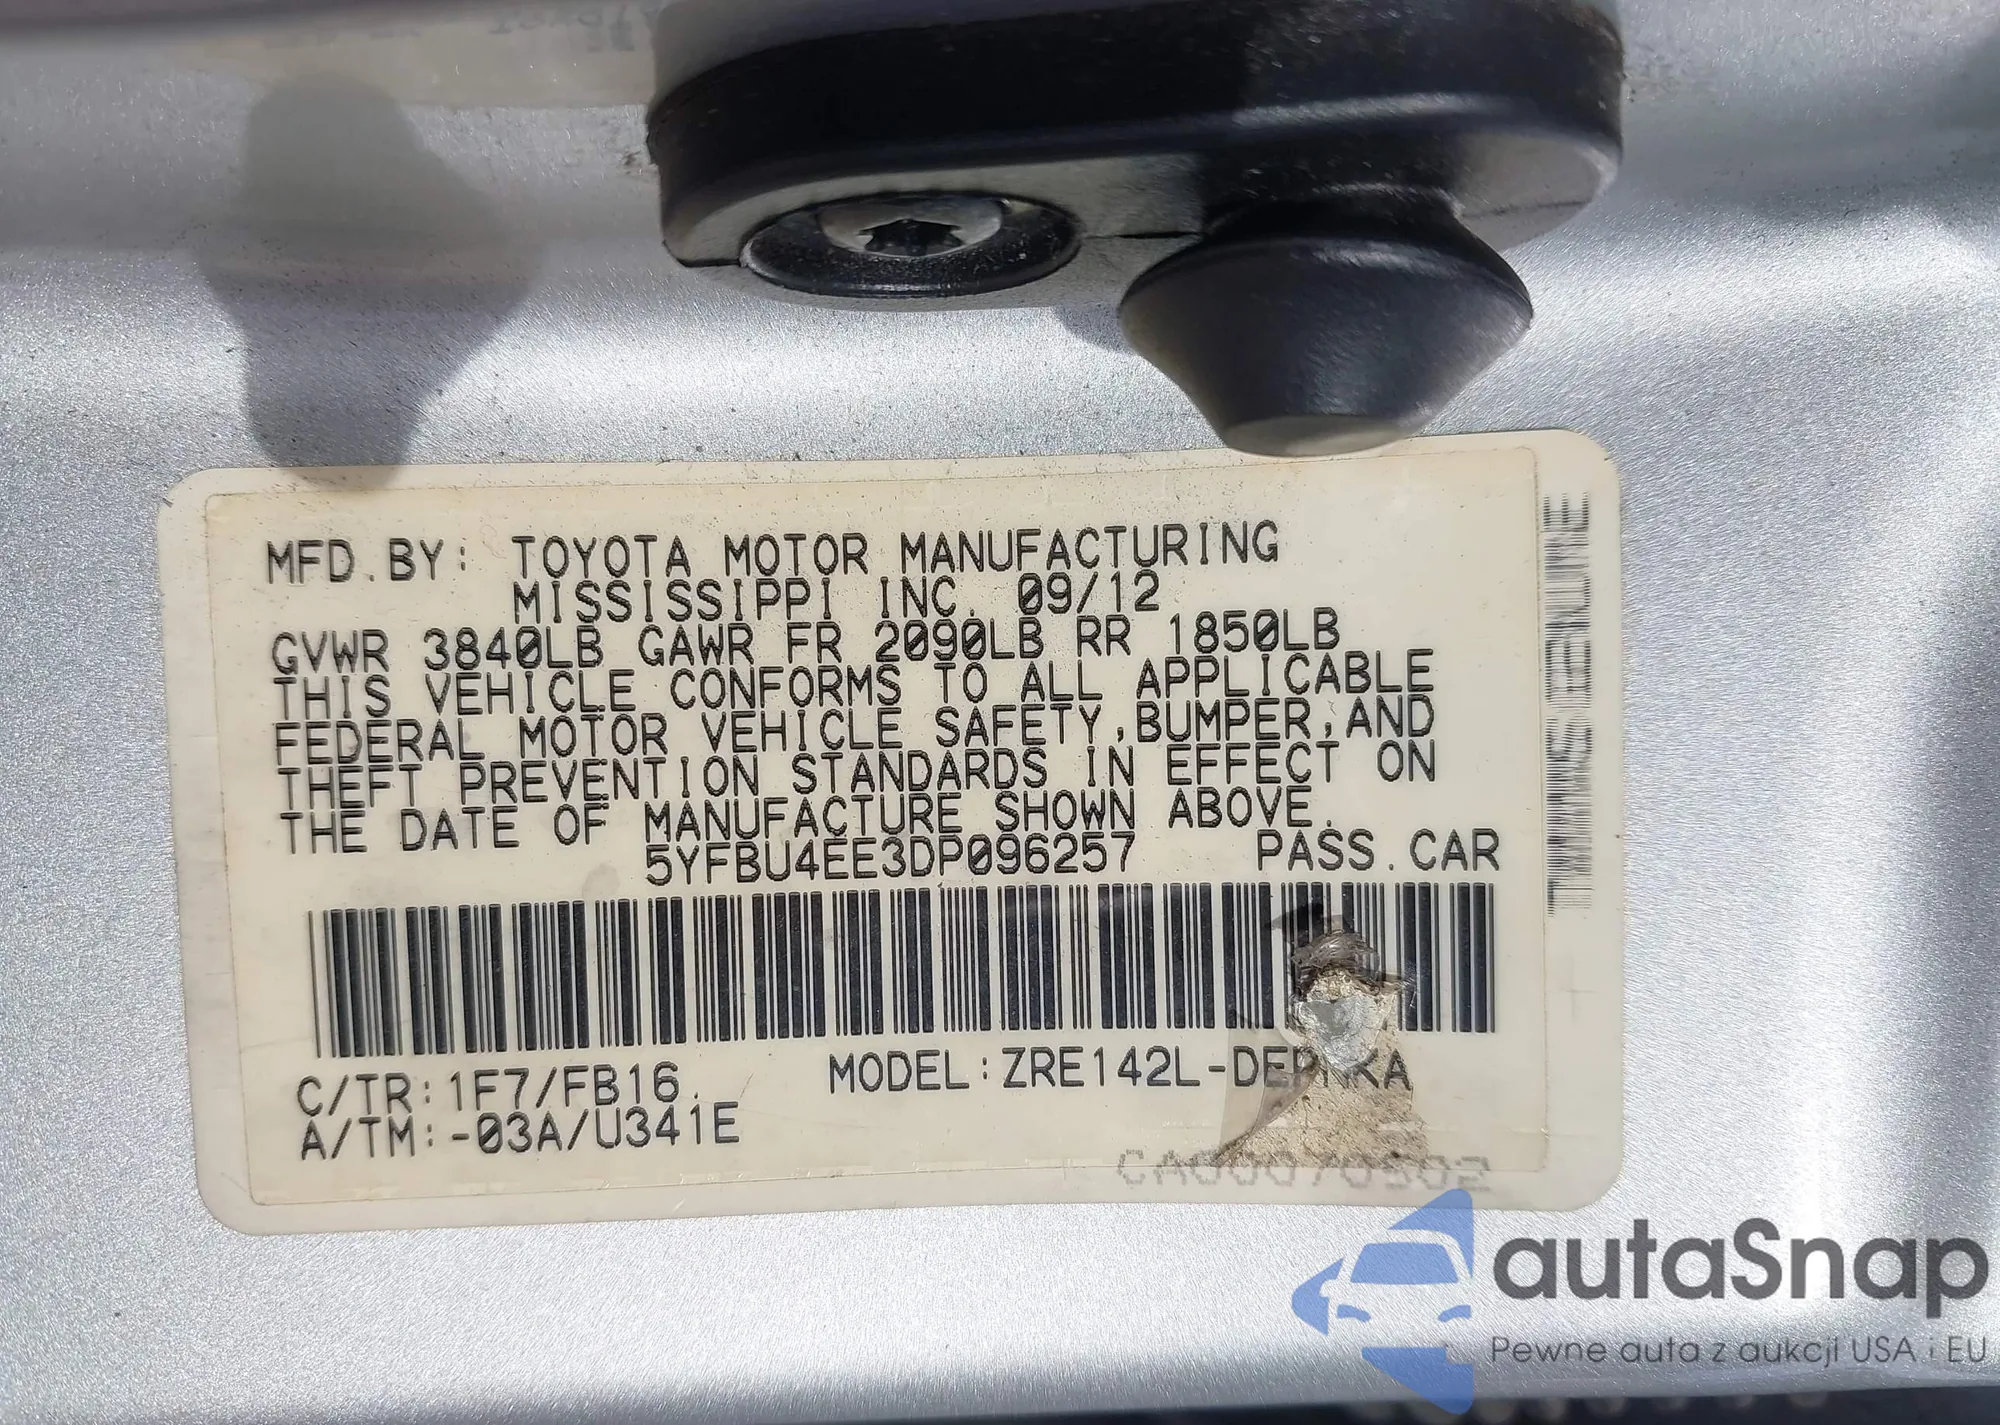 MFD.BY: TOYOTA MOTOR MANUFACTURING
MISSISSIPPI INC. 09/12
GVWR 3840LB GAWR FR 2090LB RR 1850LB
THIS VEHICLE CONFORMS TO ALL APPLICABLE
FEDERAL MOTOR VEHICLE SAFETY,BUMPER,AND
THEFT PREVENTION STANDARDS IN EFFECT ON
THE DATE OF MANUFACTURE SHOWN ABOVE.
5YFBU4EE3DP096257 PASS.CAR
C/TR:1F7/FB16.
MODEL:ZRE142L-DEPNKA
A/TM:-03A/U341E
CA00070502
autaSnap
Pewne auta z aukcji USA i EU